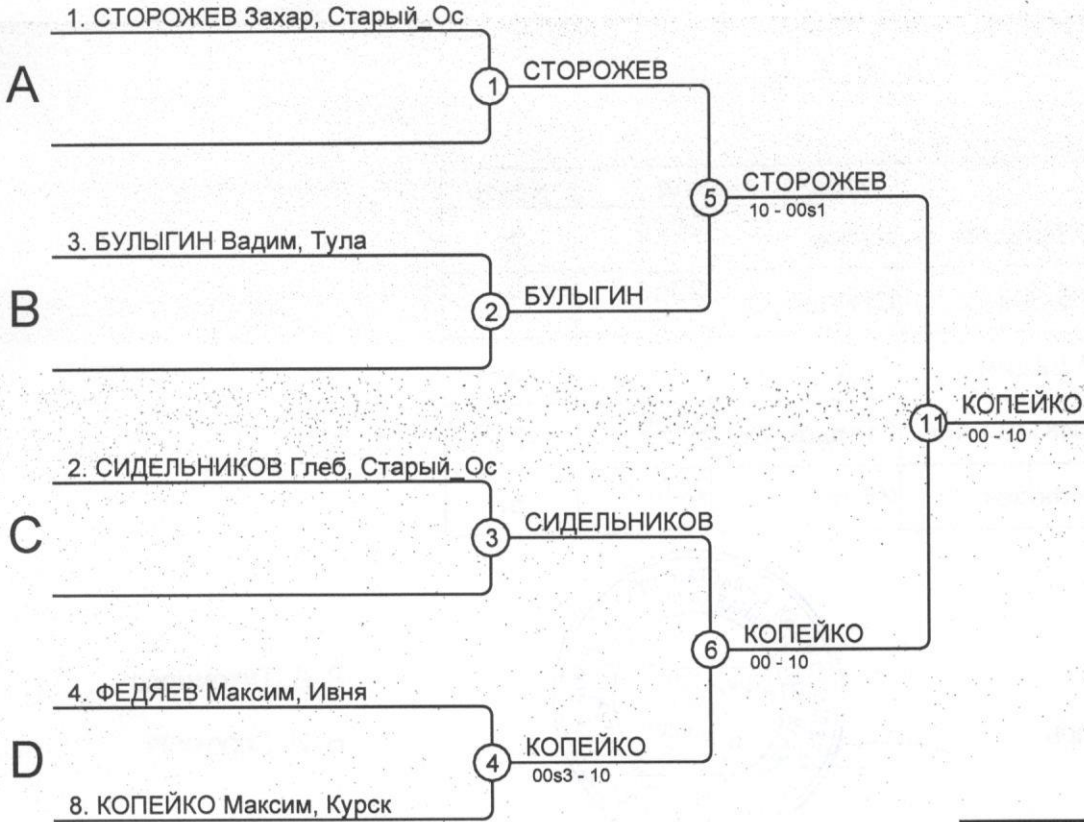 1. СТОРОЖЕВ Захар, Старый_Ос
A
1
СТОРОЖЕВ
5
СТОРОЖЕВ
10 - 00s1
3. БУЛЫГИН Вадим, Тула
B
2
БУЛЫГИН
11
КОПЕЙКО
00 - 10
2. СИДЕЛЬНИКОВ Глеб, Старый_Ос
C
3
СИДЕЛЬНИКОВ
6
КОПЕЙКО
00 - 10
4. ФЕДЯЕВ Максим, Ивня
D
4
КОПЕЙКО
00s3 - 10
8. КОПЕЙКО Максим, Курск